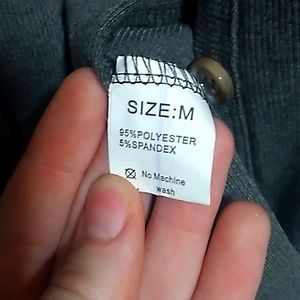 SIZE:M
95%POLYESTER
5%SPANDEX
No Machine
wash